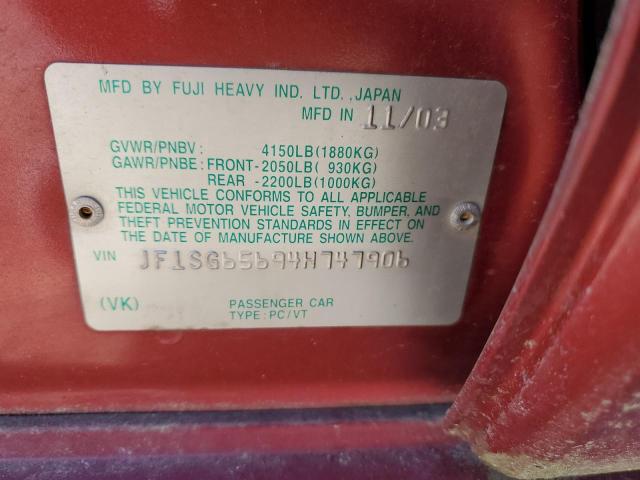 MFD BY FUJI HEAVY IND. LTD.,JAPAN
MFD IN 11/03
GVWR/PNBV : 4150LB(1880KG)
GAWR/PNBE: FRONT-2050LB( 930KG)
REAR -2200LB(1000KG)
THIS VEHICLE CONFORMS TO ALL APPLICABLE
FEDERAL MOTOR VEHICLE SAFETY, BUMPER, AND
THEFT PREVENTION STANDARDS IN EFFECT ON
THE DATE OF MANUFACTURE SHOWN ABOVE.
VIN JF1SG65694H747906
(VK) PASSENGER CAR
TYPE: PC/VT